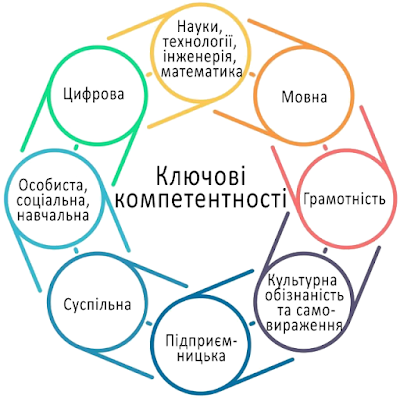 Науки,
технології,
інженерія,
математика
Мовна
Грамотність
Культурна
обізнаність
та само-
вираження
Підприєм-
ницька
Суспільна
Особиста,
соціальна,
навчальна
Цифрова
Ключові
компетентності